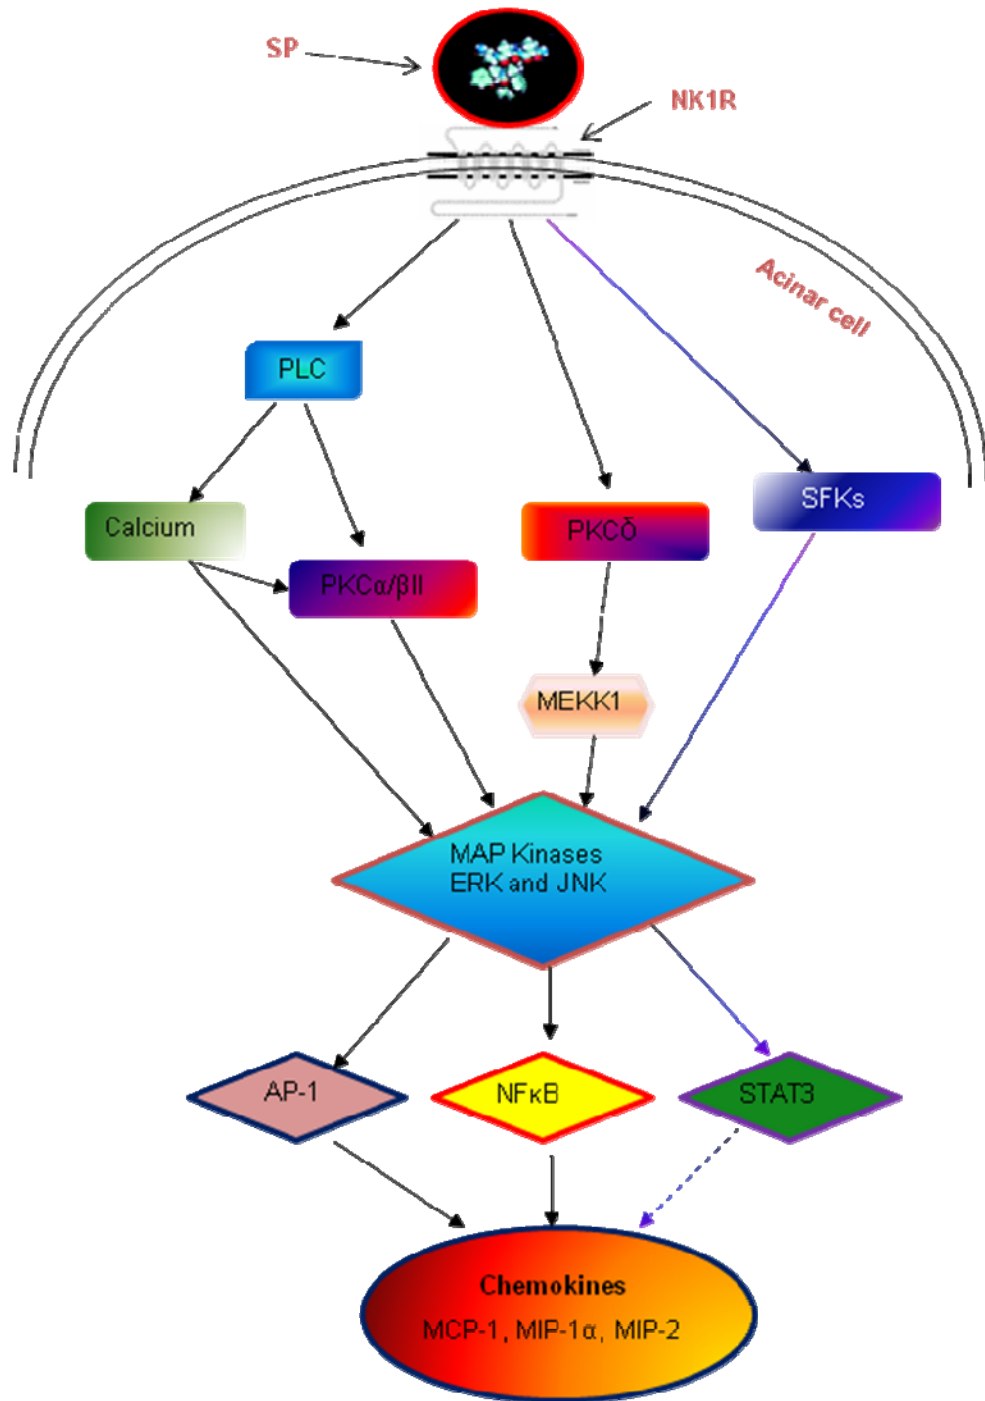 SP
NK1R
Acinar cell
PLC
Calcium
PKCα/βII
PKCδ
SFKs
MEKK1
MAP Kinases
ERK and JNK
AP-1
NFκB
STAT3
Chemokines
MCP-1, MIP-1α, MIP-2